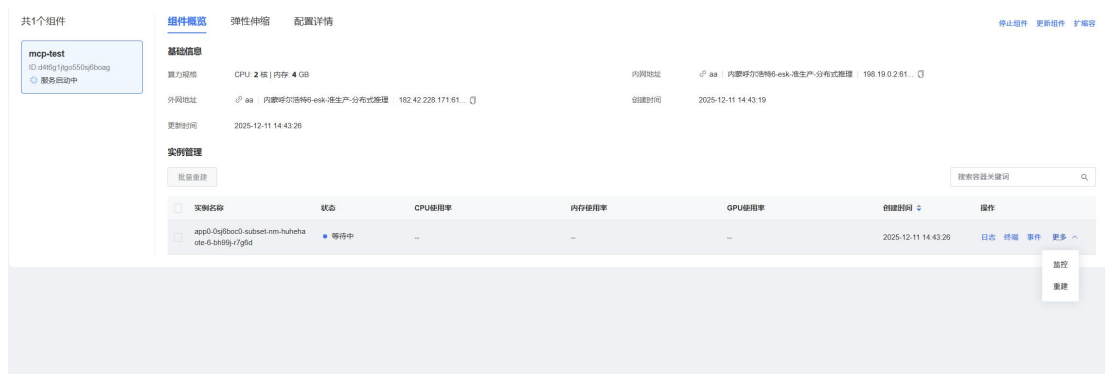 共1个组件
mcp-test
ID:d4t6g1jtgo550sj6boag
服务启动中
组件概览 弹性伸缩 配置详情
停止组件 更新组件 扩缩容
基础信息
算力规格 CPU: 2 核 | 内存: 4 GB
内网地址 aa 内蒙呼尔浩特6-esk-准生产-分布式推理 198.19.0.2:61...
外网地址 aa 内蒙呼尔浩特6-esk-准生产-分布式推理 182.42.228.171:61...
创建时间 2025-12-11 14:43:19
更新时间 2025-12-11 14:43:26
实例管理
批量重建
搜索容器关键词
实例名称 状态 CPU使用率 内存使用率 GPU使用率 创建时间 操作
app0-0sj6boc0-subset-nm-huheha
ote-6-bh99j-r7g6d
等待中 -- -- -- 2025-12-11 14:43:26 日志 终端 事件 更多
监控
重建